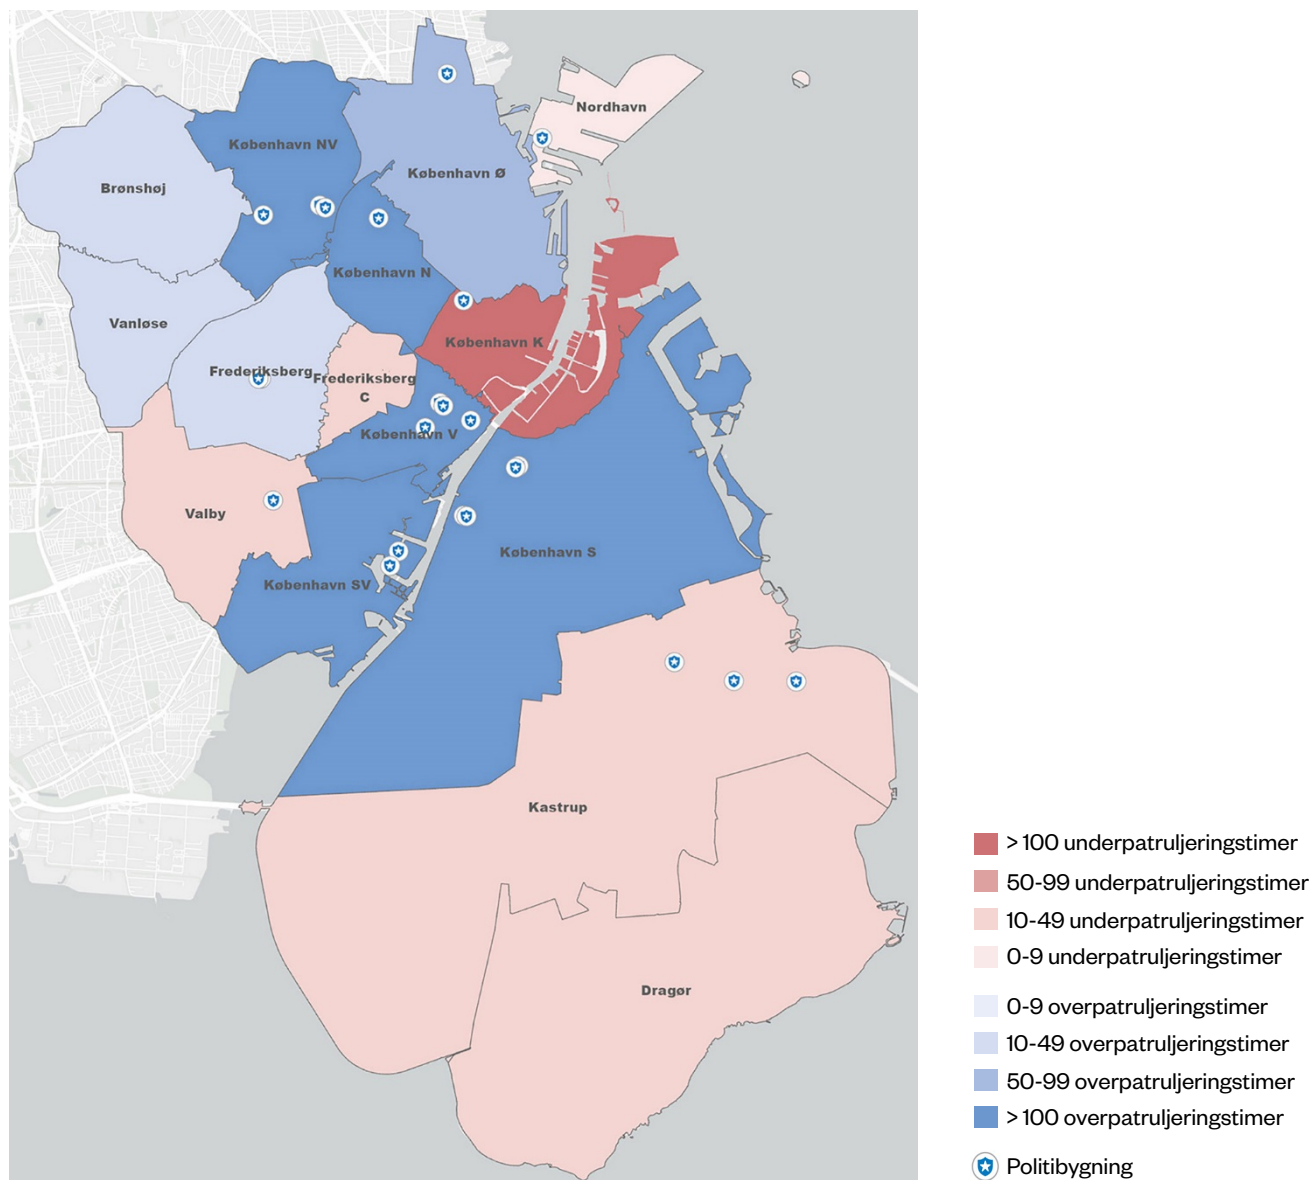 Nordhavn
København NV
København Ø
Brønshøj
København N
Vanløse
København K
Frederiksberg
Frederiksberg
C
København V
Valby
København S
København SV
Kastrup
Dragør
> 100 underpatruljeringstimer
50-99 underpatruljeringstimer
10-49 underpatruljeringstimer
0-9 underpatruljeringstimer
0-9 overpatruljeringstimer
10-49 overpatruljeringstimer
50-99 overpatruljeringstimer
> 100 overpatruljeringstimer
Politibygning